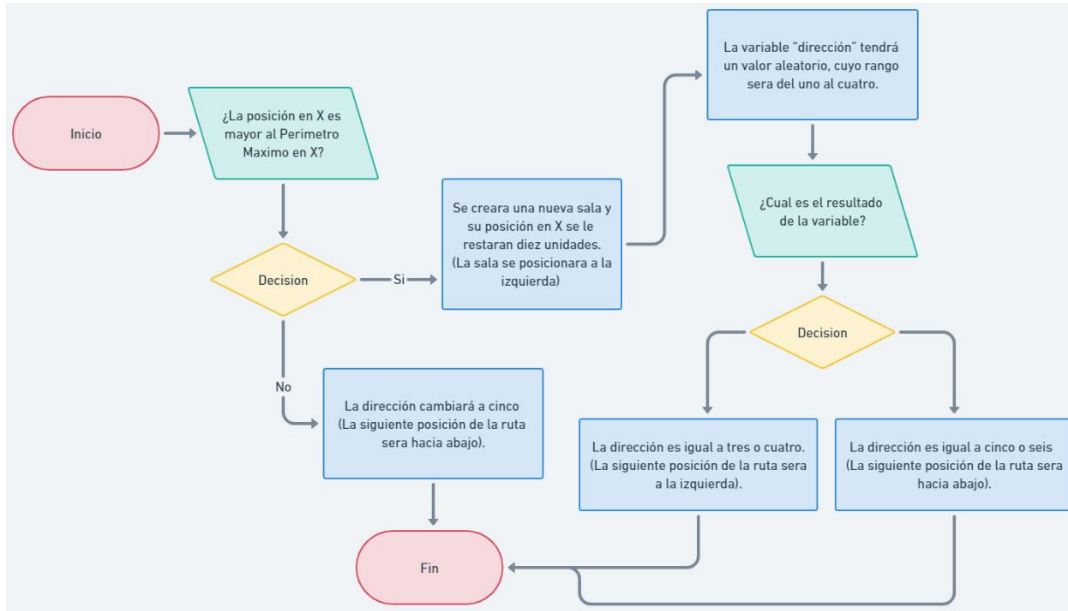 Inicio
¿La posición en X es
mayor al Perimetro
Maximo en X?
Decision
Si
No
Se creara una nueva sala y
su posición en X se le
restaran diez unidades.
(La sala se posicionara a la
izquierda)
La variable "dirección" tendrá
un valor aleatorio, cuyo rango
sera del uno al cuatro.
¿Cual es el resultado
de la variable?
Decision
La dirección cambiará a cinco
(La siguiente posición de la ruta
sera hacia abajo).
La dirección es igual a tres o cuatro.
(La siguiente posición de la ruta sera
a la izquierda).
La dirección es igual a cinco o seis
(La siguiente posición de la ruta sera
hacia abajo).
Fin